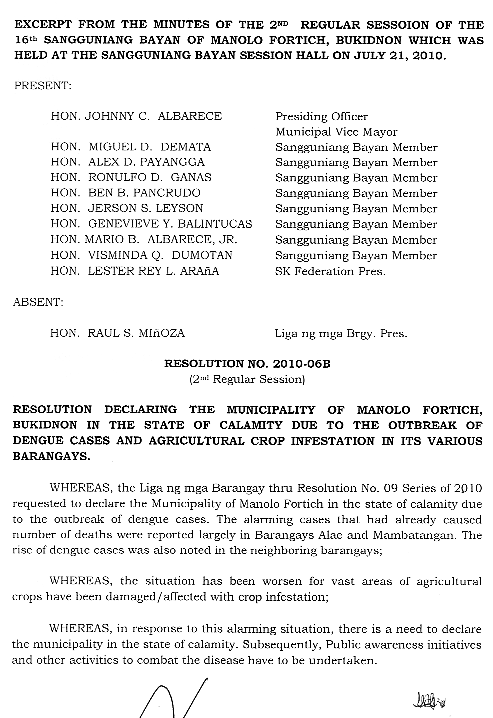 EXCERPT FROM THE MINUTES OF THE 2ND REGULAR SESSOION OF THE
16th SANGGUNIANG BAYAN OF MANOLO FORTICH, BUKIDNON WHICH WAS
HELD AT THE SANGGUNIANG BAYAN SESSION HALL ON JULY 21, 2010.
PRESENT:
HON. JOHNNY C. ALBARECE Presiding Officer
Municipal Vice Mayor
HON. MIGUEL D. DEMATA Sangguniang Bayan Member
HON. ALEX D. PAYANGGA Sangguniang Bayan Member
HON. RONULFO D. GANAS Sangguniang Bayan Member
HON. BEN B. PANCRUDO Sangguniang Bayan Member
HON. JERSON S. LEYSON Sangguniang Bayan Member
HON. GENEVIEVE Y. BALINTUCAS Sangguniang Bayan Member
HON. MARIO B. ALBARECE, JR. Sangguniang Bayan Member
HON. VISMINDA Q. DUMOTAN Sangguniang Bayan Member
HON. LESTER REY L. ARAñA SK Federation Pres.
ABSENT:
HON. RAUL S. MIñOZA Liga ng mga Brgy. Pres.
RESOLUTION NO. 2010-06B
(2nd Regular Session)
RESOLUTION DECLARING THE MUNICIPALITY OF MANOLO FORTICH,
BUKIDNON IN THE STATE OF CALAMITY DUE TO THE OUTBREAK OF
DENGUE CASES AND AGRICULTURAL CROP INFESTATION IN ITS VARIOUS
BARANGAYS.
WHEREAS, the Liga ng mga Barangay thru Resolution No. 09 Series of 2010
requested to declare the Municipality of Manolo Fortich in the state of calamity due
to the outbreak of dengue cases. The alarming cases that had already caused
number of deaths were reported largely in Barangays Alae and Mambatangan. The
rise of dengue cases was also noted in the neighboring barangays;
WHEREAS, the situation has been worsen for vast areas of agricultural
crops have been damaged/affected with crop infestation;
WHEREAS, in response to this alarming situation, there is a need to declare
the municipality in the state of calamity. Subsequently, Public awareness initiatives
and other activities to combat the disease have to be undertaken.